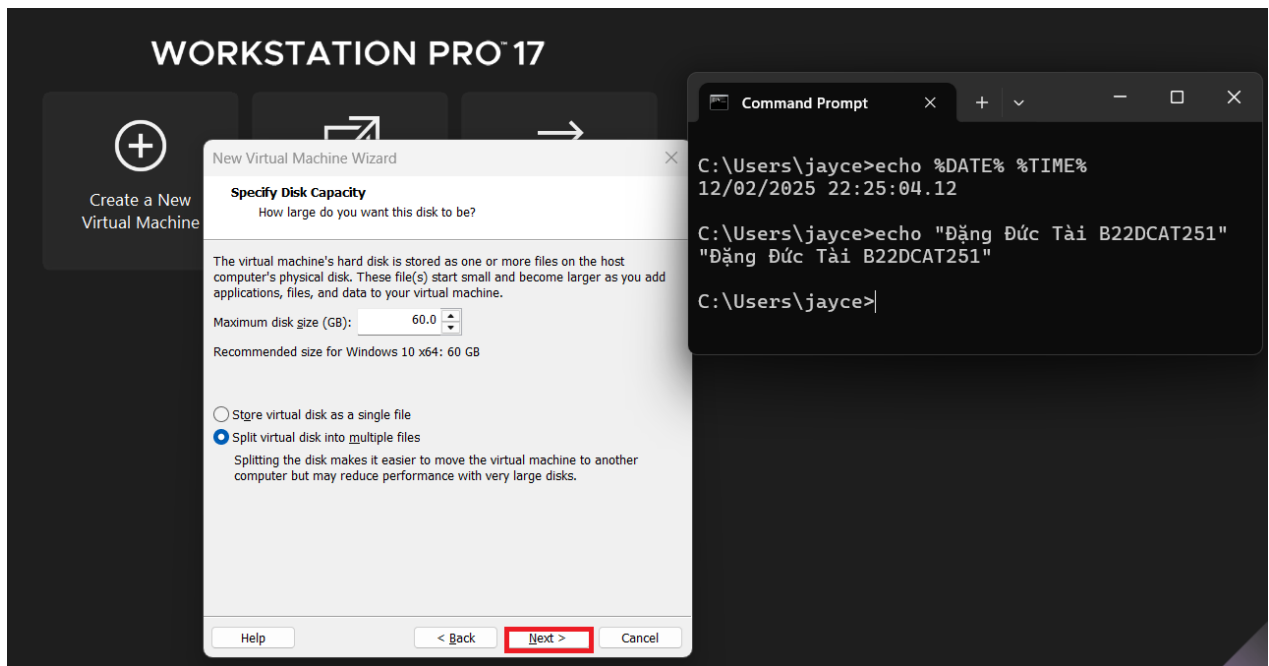 WORKSTATION PRO™ 17
Create a New
Virtual Machine
New Virtual Machine Wizard
Specify Disk Capacity
How large do you want this disk to be?
The virtual machine's hard disk is stored as one or more files on the host
computer's physical disk. These file(s) start small and become larger as you add
applications, files, and data to your virtual machine.
Maximum disk size (GB): 60.0
Recommended size for Windows 10 x64: 60 GB
Store virtual disk as a single file
Split virtual disk into multiple files
Splitting the disk makes it easier to move the virtual machine to another
computer but may reduce performance with very large disks.
Help < Back Next > Cancel
Command Prompt
C:\Users\jayce>echo %DATE% %TIME%
12/02/2025 22:25:04.12
C:\Users\jayce>echo "Đặng Đức Tài B22DCAT251"
"Đặng Đức Tài B22DCAT251"
C:\Users\jayce>